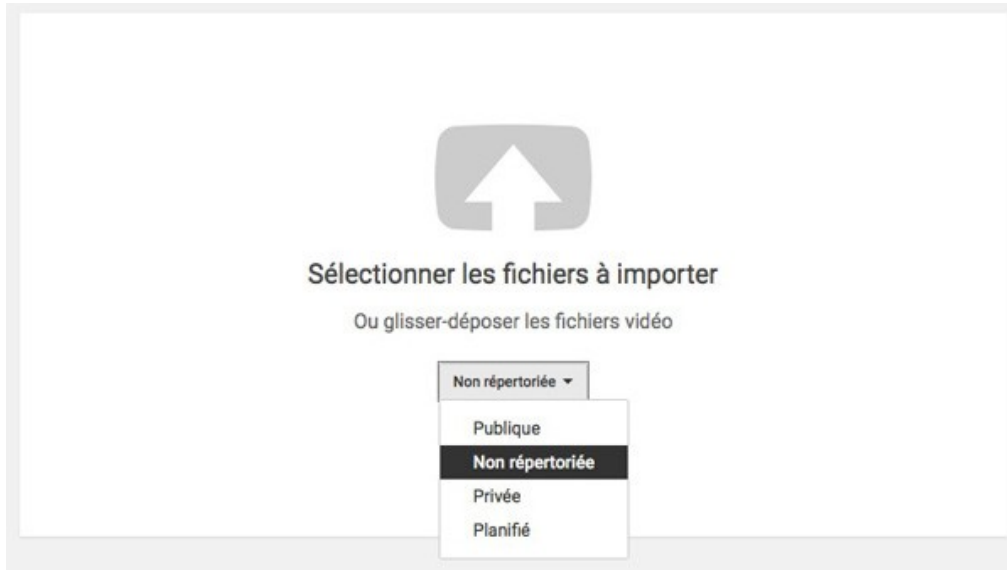 Sélectionner les fichiers à importer
Ou glisser-déposer les fichiers vidéo
Non répertoriée
Publique
Non répertoriée
Privée
Planifié